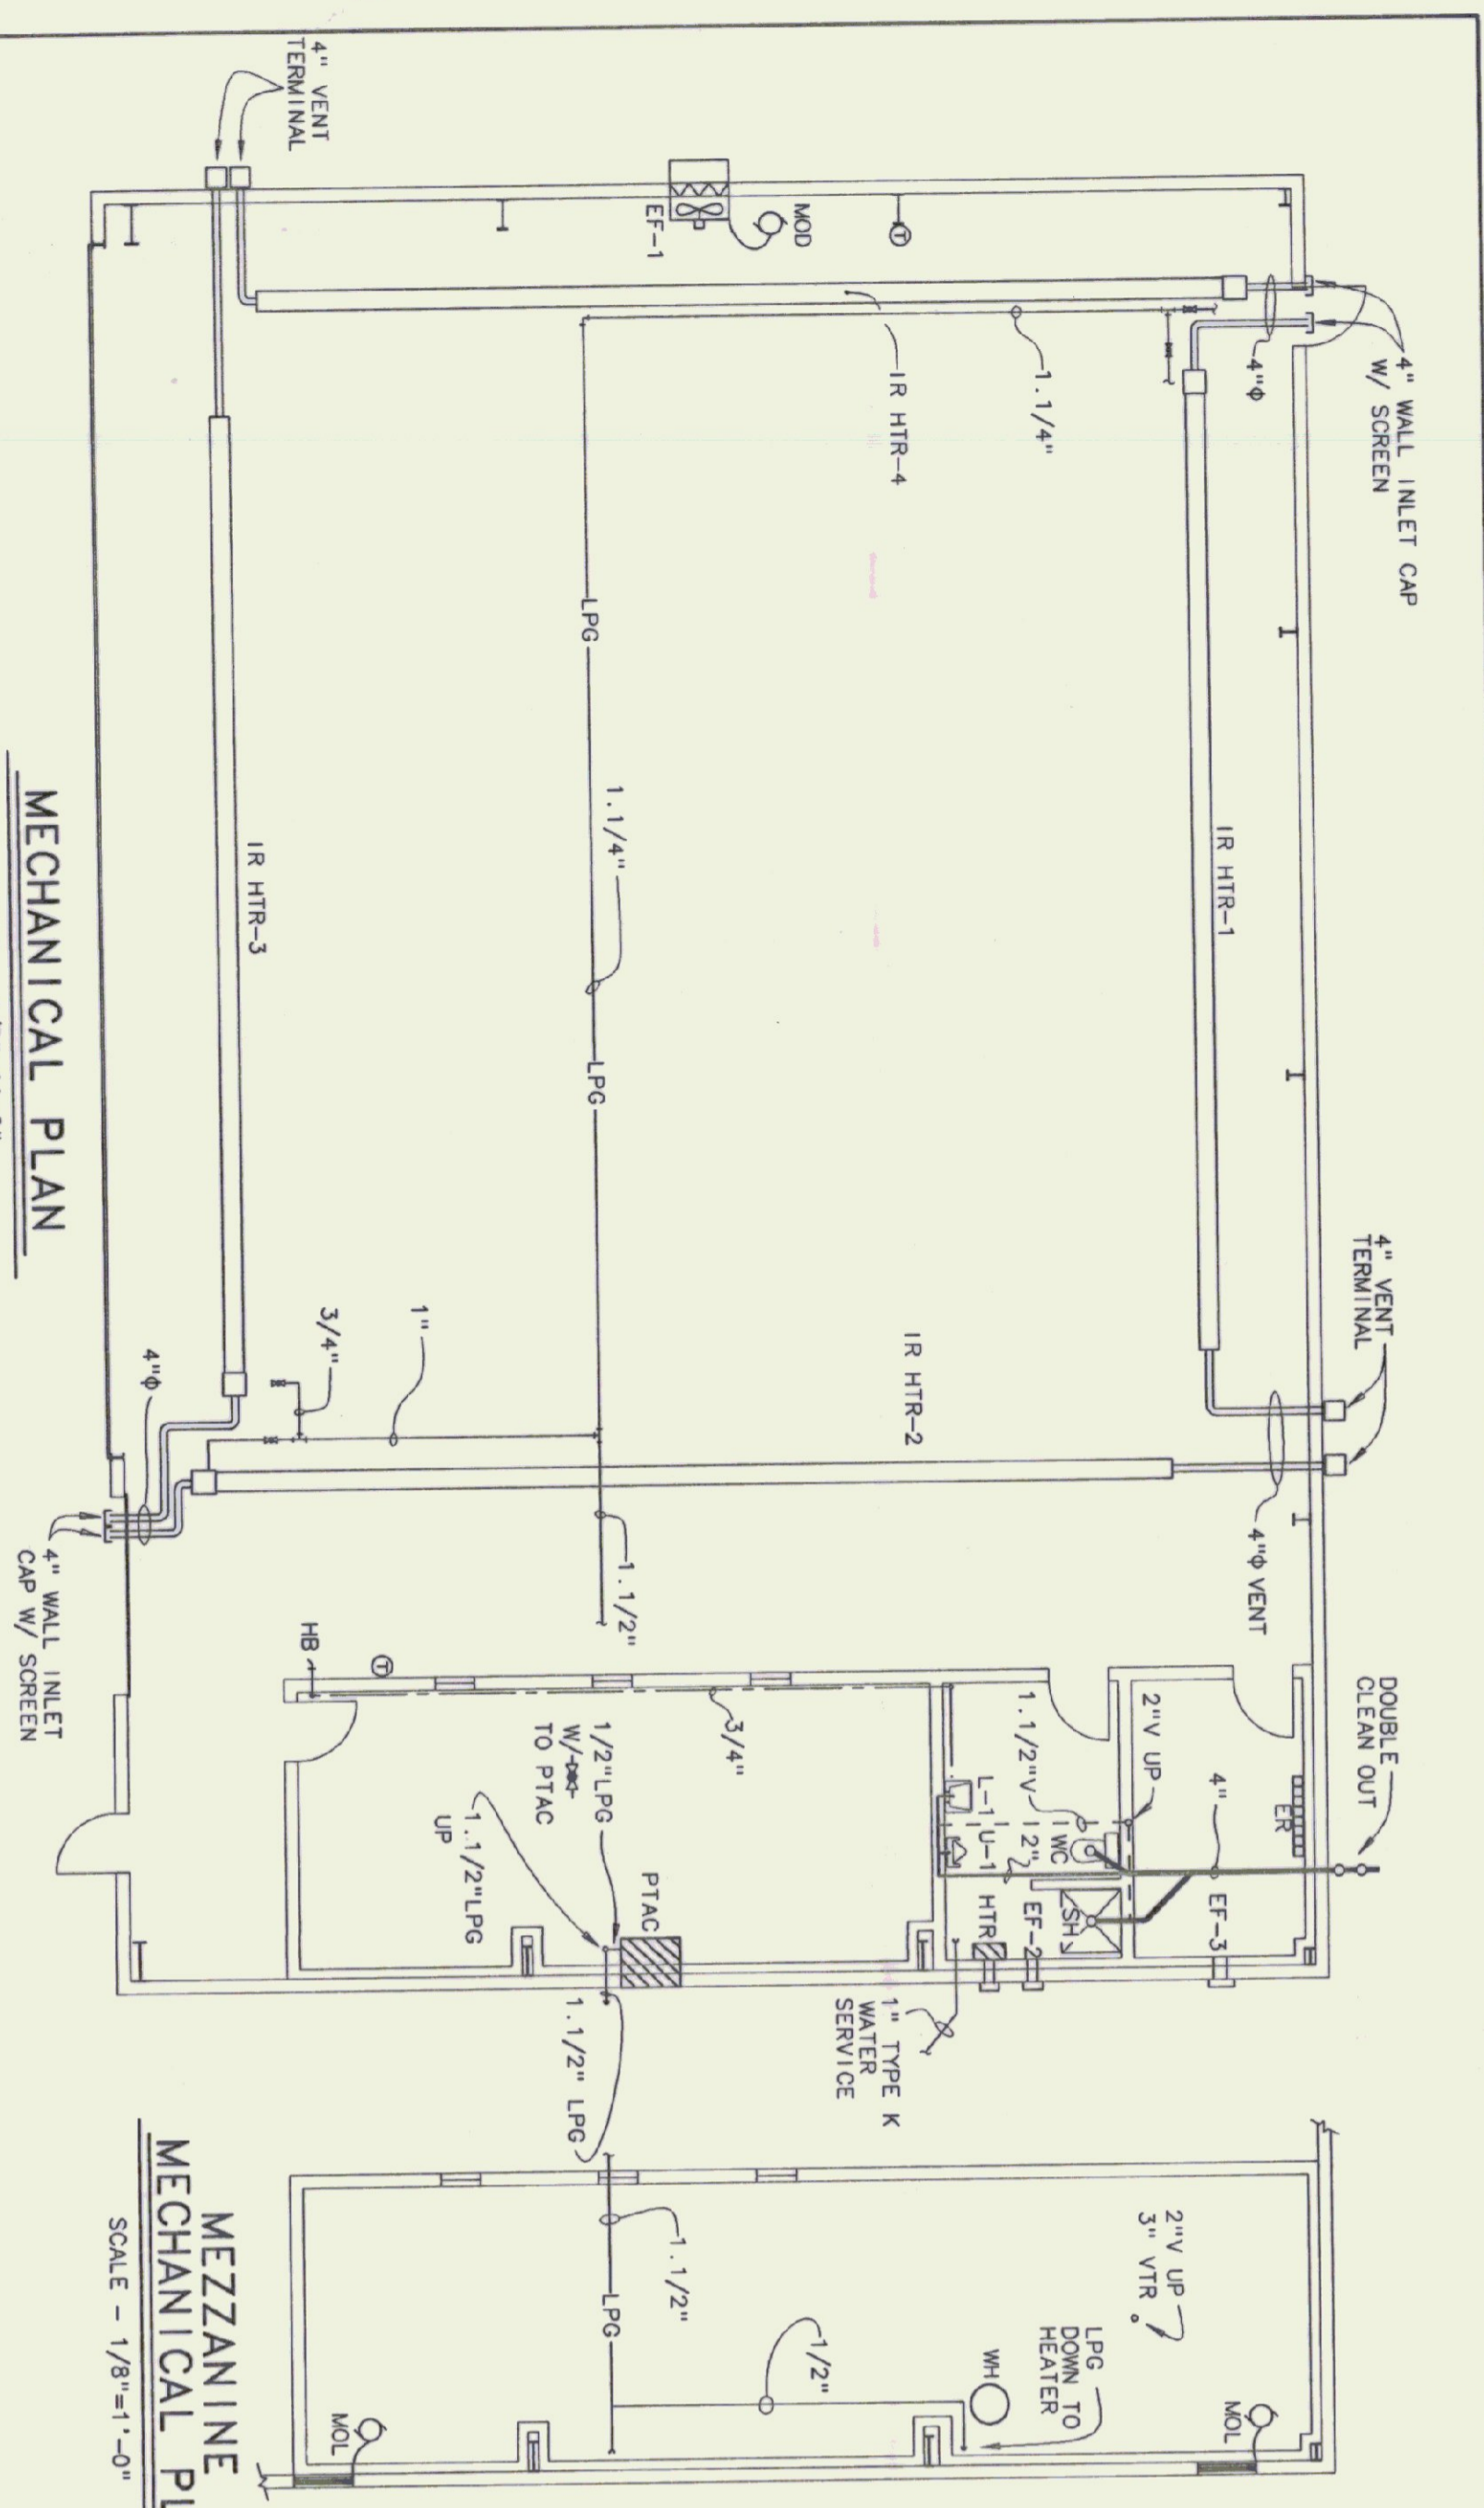 4" VENT
TERMINAL
EF-1
MOD
T
4" WALL INLET CAP
W/ SCREEN
4"Φ
1.1/4"
IR HTR-4
LPG
1.1/4"
LPG
IR HTR-1
IR HTR-3
MECHANICAL PLAN
4" VENT
TERMINAL
IR HTR-2
1"
3/4"
4"Φ
4"Φ VENT
1.1/2"
4" WALL INLET
CAP W/ SCREEN
HB
T
DOUBLE
CLEAN OUT
ER
4"
2"V UP
1.1/2"V
WC
2"
L-1
U-1
SH
HTR
EF-2
EF-3
3/4"
1/2"LPG
W/
TO PTAC
1.1/2"LPG
UP
PTAC
1" TYPE K
WATER
SERVICE
1.1/2" LPG
2"V UP
3" VTR
LPG
DOWN TO
HEATER
WH
MOL
1.1/2"
LPG
1/2"
MOL
MEZZANINE
MECHANICAL PL
SCALE - 1/8"=1'-0"